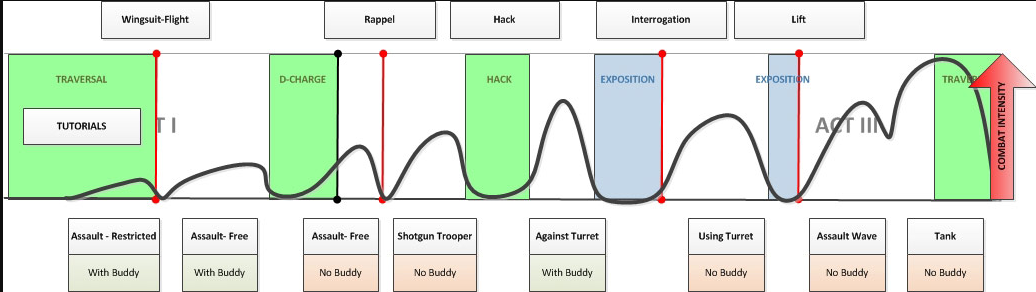 Wingsuit-Flight
Rappel
Hack
Interrogation
Lift
TRAVERSAL
D-CHARGE
HACK
EXPOSITION
EXPOSITION
TRAVE
TUTORIALS
T I
ACT III
COMBAT INTENSITY
Assault - Restricted
With Buddy
Assault- Free
With Buddy
Assault- Free
No Buddy
Shotgun Trooper
No Buddy
Against Turret
With Buddy
Using Turret
No Buddy
Assault Wave
No Buddy
Tank
No Buddy